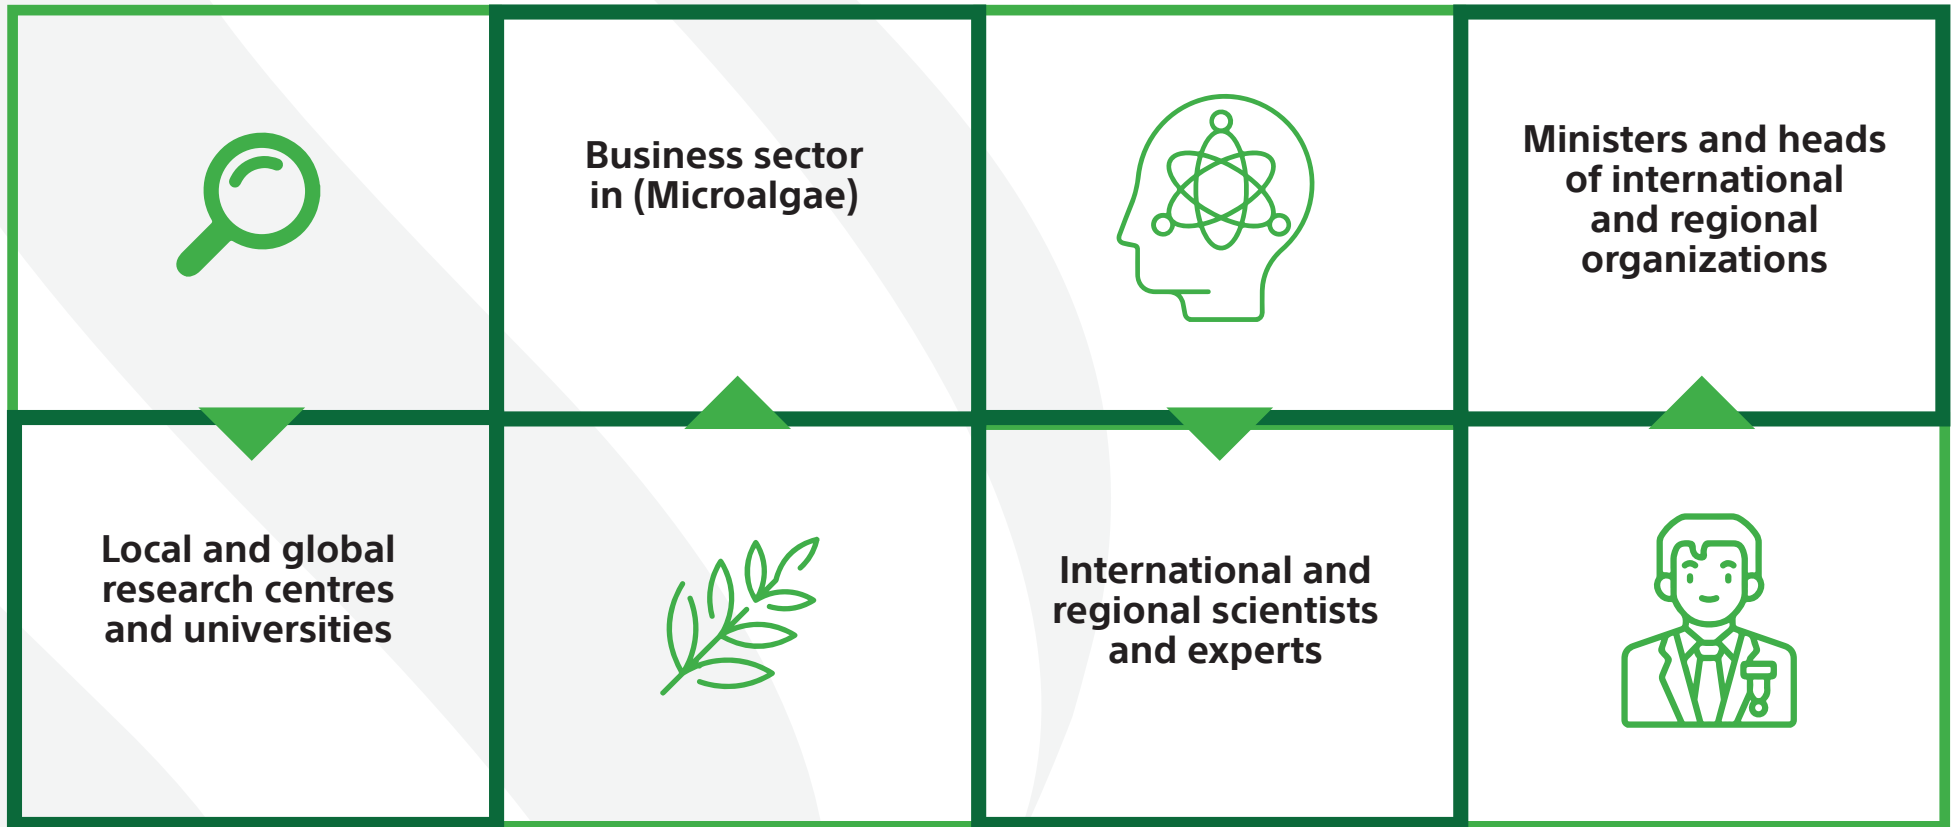 Business sector
in (Microalgae)
Ministers and heads
of international
and regional
organizations
Local and global
research centres
and universities
International and
regional scientists
and experts